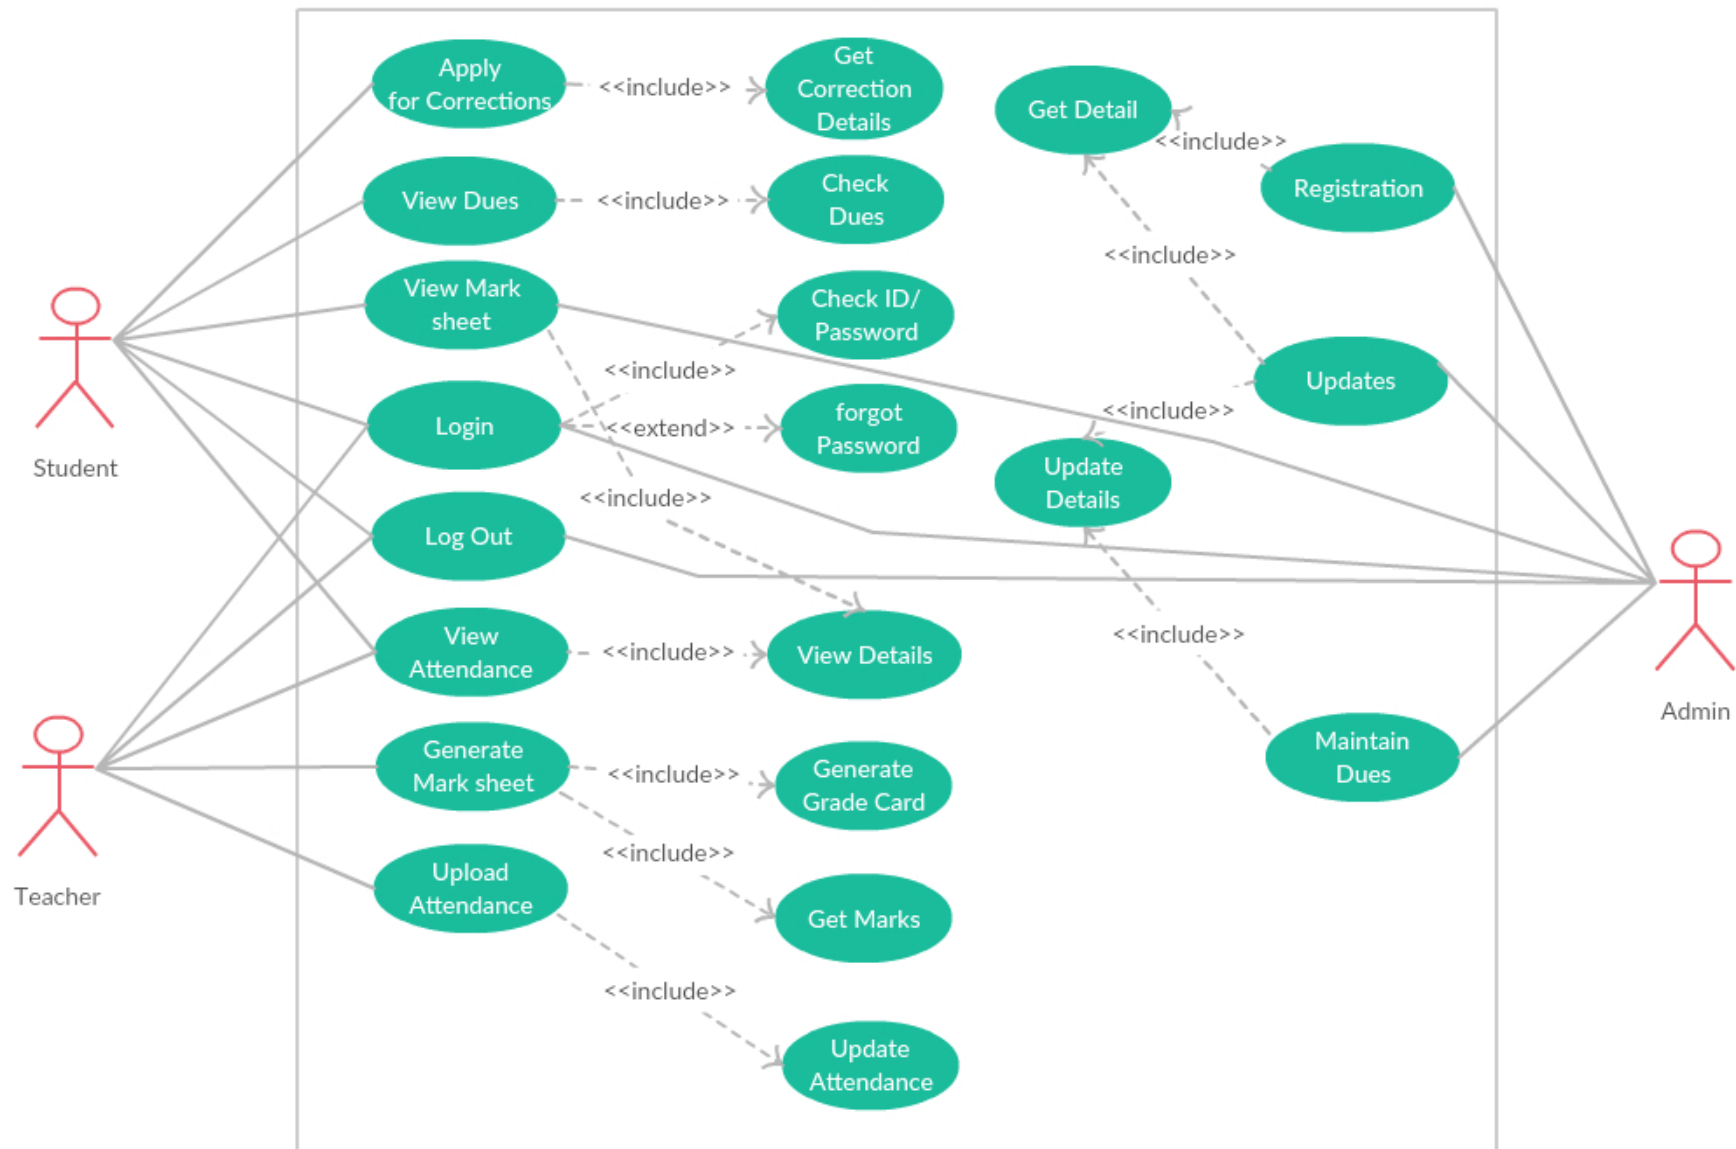 Apply
for Corrections
<<include>>
Get
Correction
Details
Get Detail
<<include>>
Registration
View Dues
<<include>>
Check
Dues
<<include>>
View Mark
sheet
Check ID/
Password
<<include>>
Updates
<<include>>
Login
<<extend>>
forgot
Password
Student
Update
Details
<<include>>
Log Out
View
Attendance
<<include>>
View Details
<<include>>
Admin
Generate
Mark sheet
<<include>>
Generate
Grade Card
Maintain
Dues
<<include>>
Teacher
Upload
Attendance
Get Marks
<<include>>
Update
Attendance